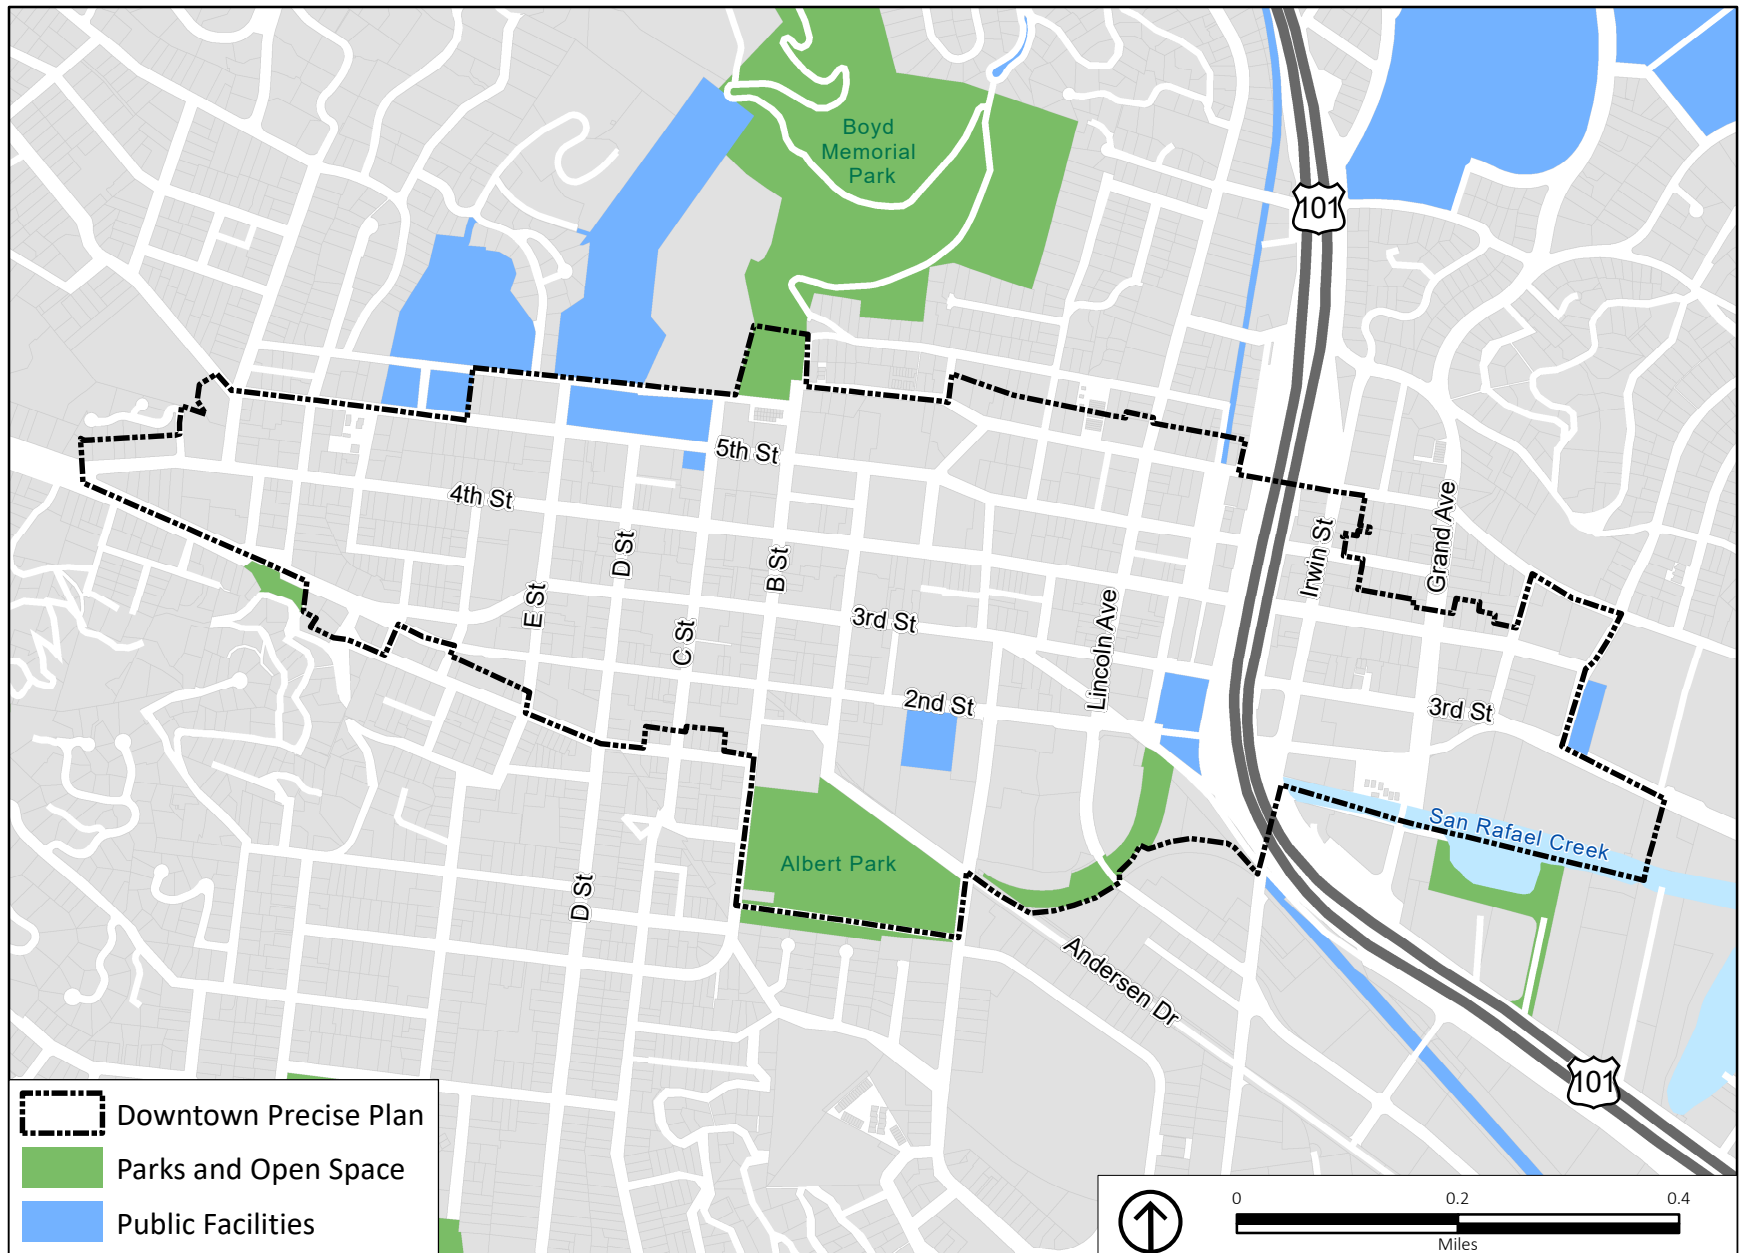 Boyd
Memorial
Park
101
5th St
4th St
D St
B St
E St
C St
3rd St
2nd St
Lincoln Ave
Irwin St
Grand Ave
3rd St
San Rafael Creek
Albert Park
D St
Andersen Dr
101
Downtown Precise Plan
Parks and Open Space
Public Facilities
0 0.2 0.4
Miles